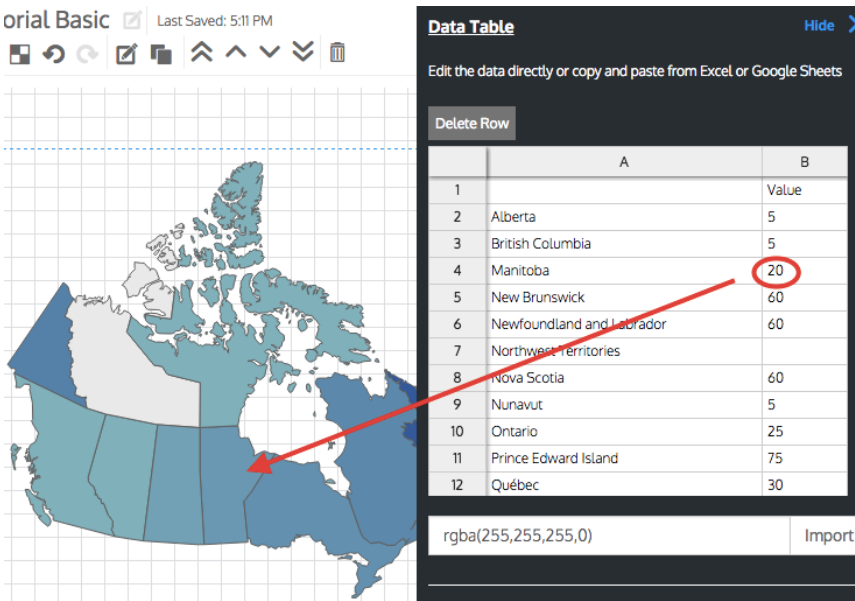 orial Basic Last Saved: 5:11 PM
Data Table Hide
Edit the data directly or copy and paste from Excel or Google Sheets
Delete Row
A B
1 Value
2 Alberta 5
3 British Columbia 5
4 Manitoba 20
5 New Brunswick 60
6 Newfoundland and Labrador 60
7 Northwest Territories
8 Nova Scotia 60
9 Nunavut 5
10 Ontario 25
11 Prince Edward Island 75
12 Québec 30
rgba(255,255,255,0) Import